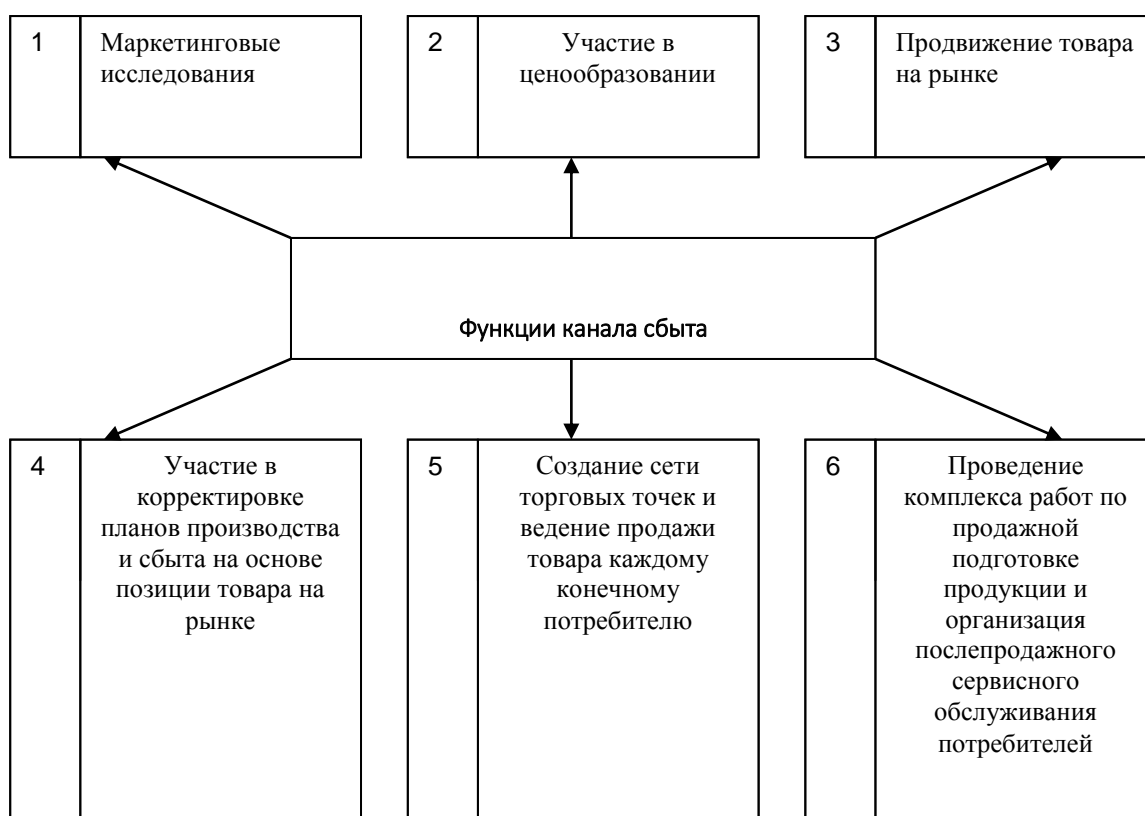 1
Маркетинговые
исследования
2
Участие в
ценообразовании
3
Продвижение товара
на рынке
Функции канала сбыта
4
Участие в
корректировке
планов производства
и сбыта на основе
позиции товара на
рынке
5
Создание сети
торговых точек и
ведение продажи
товара каждому
конечному
потребителю
6
Проведение
комплекса работ по
продажной
подготовке
продукции и
организация
послепродажного
сервисного
обслуживания
потребителей